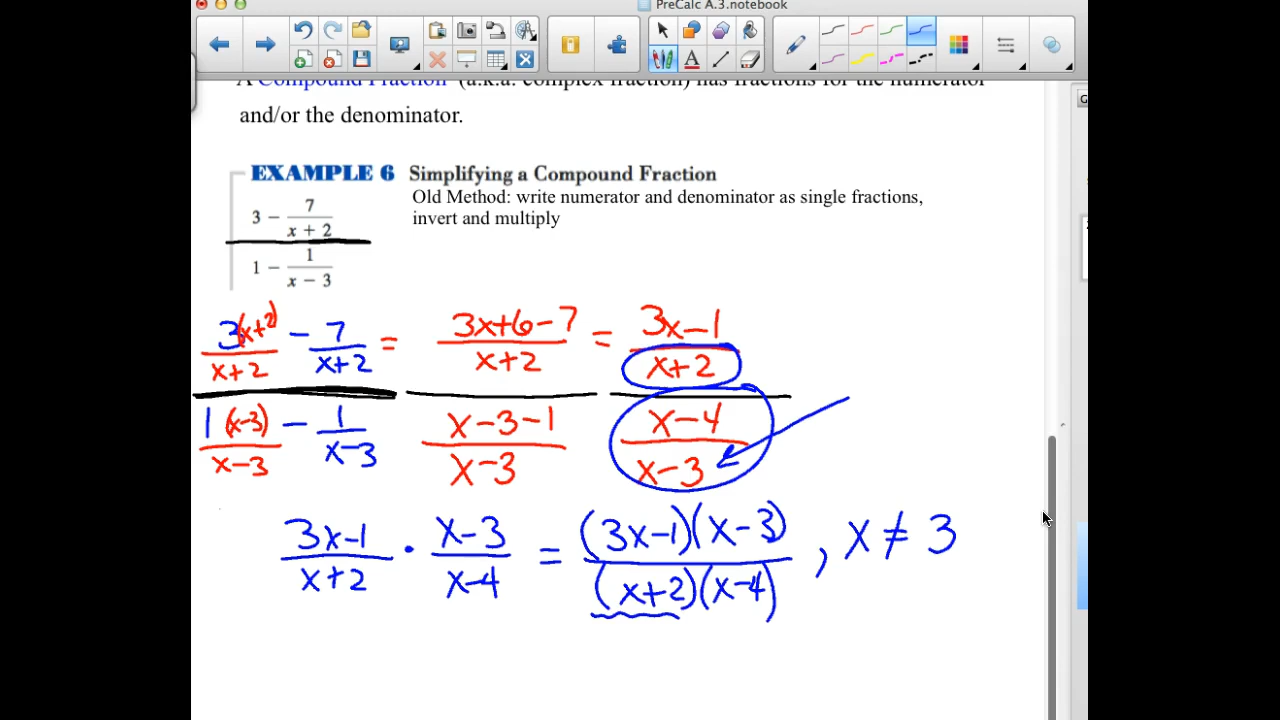 PreCalc A.3.notebook
A Compound Fraction (a.k.a. complex fraction) has fractions for the numerator
and/or the denominator.
EXAMPLE 6 Simplifying a Compound Fraction
Old Method: write numerator and denominator as single fractions,
invert and multiply
3 − 7
x + 2
1 − 1
x − 3
3(x+2) − 7 = 3x+6−7 = 3x−1
x+2 x+2 x+2 x+2
1(x−3) − 1 x−3−1 x−4
x−3 x−3 x−3 x−3
3x−1 · x−3 = (3x−1)(x−3) , x ≠ 3
x+2 x−4 (x+2)(x−4)